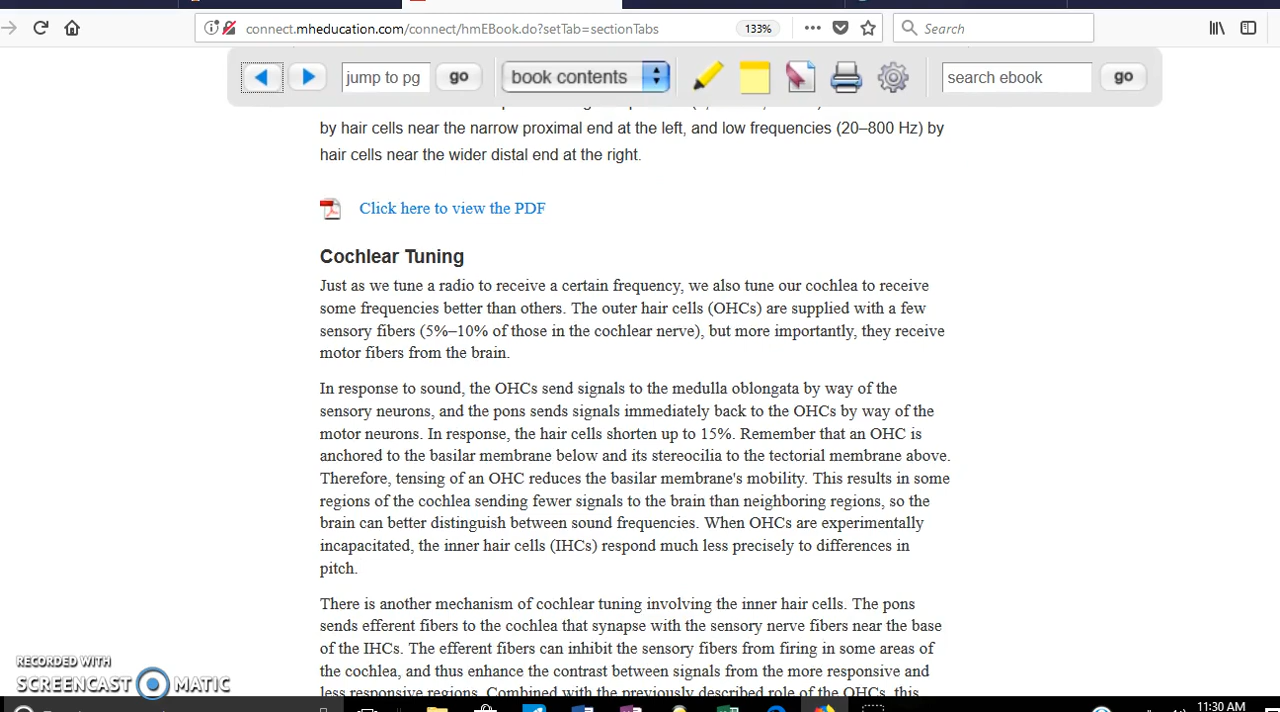 connect.mheducation.com/connect/hmEBook.do?setTab=sectionTabs
133%
Search
jump to pg
go
book contents
search ebook
go
by hair cells near the narrow proximal end at the left, and low frequencies (20–800 Hz) by
hair cells near the wider distal end at the right.
Click here to view the PDF
Cochlear Tuning
Just as we tune a radio to receive a certain frequency, we also tune our cochlea to receive
some frequencies better than others. The outer hair cells (OHCs) are supplied with a few
sensory fibers (5%–10% of those in the cochlear nerve), but more importantly, they receive
motor fibers from the brain.
In response to sound, the OHCs send signals to the medulla oblongata by way of the
sensory neurons, and the pons sends signals immediately back to the OHCs by way of the
motor neurons. In response, the hair cells shorten up to 15%. Remember that an OHC is
anchored to the basilar membrane below and its stereocilia to the tectorial membrane above.
Therefore, tensing of an OHC reduces the basilar membrane's mobility. This results in some
regions of the cochlea sending fewer signals to the brain than neighboring regions, so the
brain can better distinguish between sound frequencies. When OHCs are experimentally
incapacitated, the inner hair cells (IHCs) respond much less precisely to differences in
pitch.
There is another mechanism of cochlear tuning involving the inner hair cells. The pons
sends efferent fibers to the cochlea that synapse with the sensory nerve fibers near the base
of the IHCs. The efferent fibers can inhibit the sensory fibers from firing in some areas of
the cochlea, and thus enhance the contrast between signals from the more responsive and
less responsive regions. Combined with the previously described role of the OHCs, this
RECORDED WITH
SCREENCAST MATIC
11:30 AM